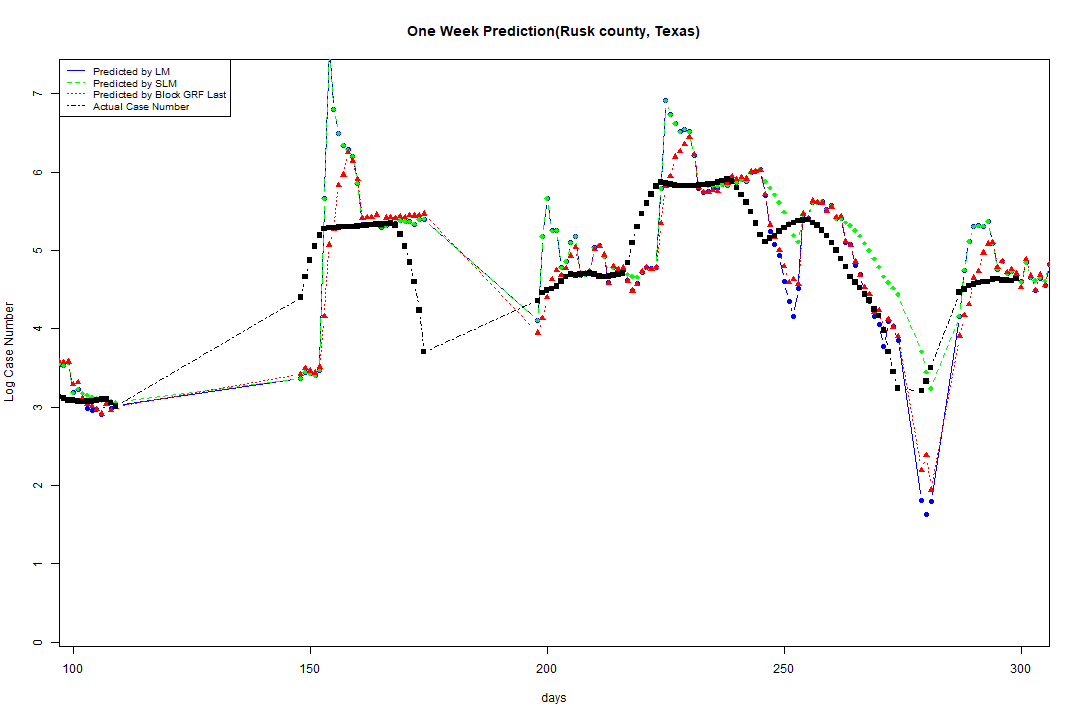 One Week Prediction(Rusk county, Texas)
Predicted by LM
Predicted by SLM
Predicted by Block GRF Last
Actual Case Number
7
6
5
4
3
2
1
0
Log Case Number
100 150 200 250 300
days